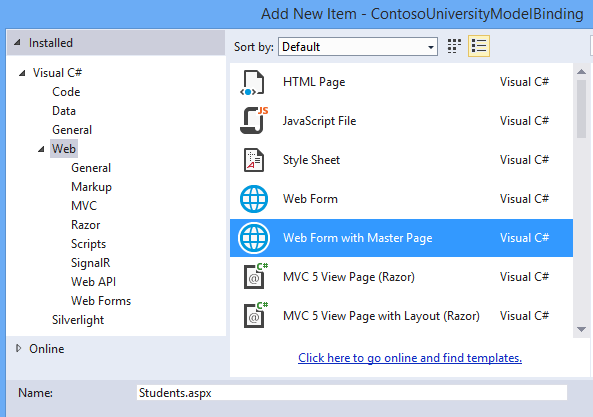 Add New Item - ContosoUniversityModelBinding
Installed
Sort by: Default
Visual C#
Code
Data
General
Web
General
Markup
MVC
Razor
Scripts
SignalR
Web API
Web Forms
Silverlight
Online
HTML Page Visual C#
JS
JavaScript File Visual C#
Style Sheet Visual C#
Web Form Visual C#
Web Form with Master Page Visual C#
C#
@
MVC 5 View Page (Razor) Visual C#
C#
@
MVC 5 View Page with Layout (Razor) Visual C#
Click here to go online and find templates.
Name: Students.aspx